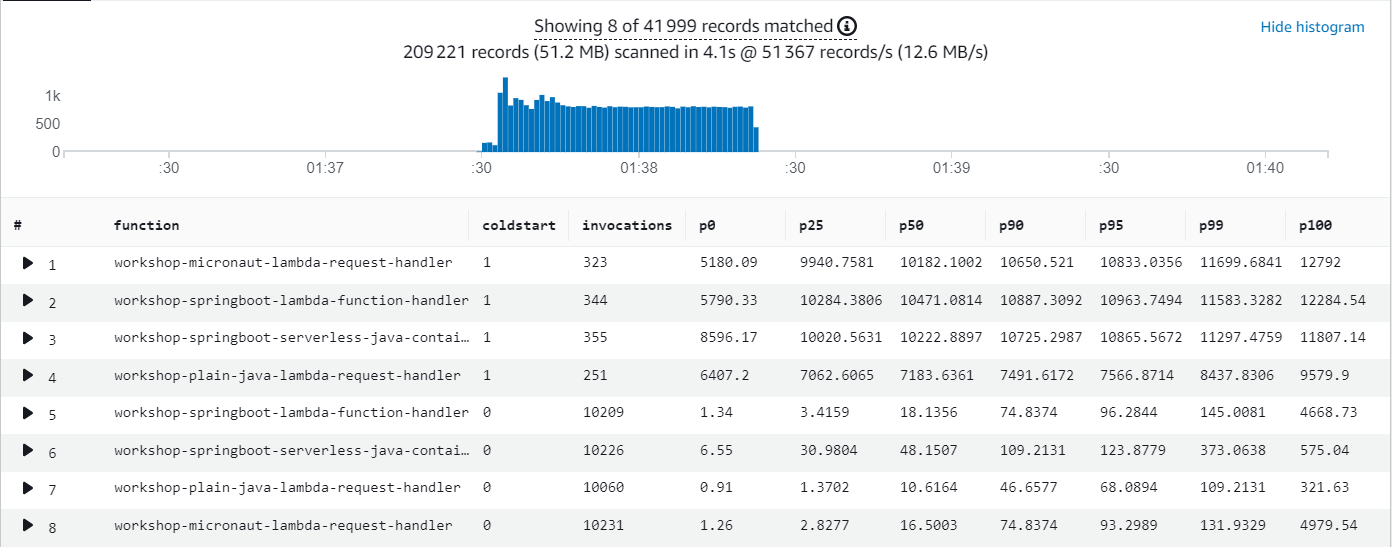 Showing 8 of 41 999 records matched
Hide histogram
209 221 records (51.2 MB) scanned in 4.1s @ 51 367 records/s (12.6 MB/s)
1k
500
0
:30 01:37 :30 01:38 :30 01:39 :30 01:40
# function coldstart invocations p0 p25 p50 p90 p95 p99 p100
1 workshop-micronaut-lambda-request-handler 1 323 5180.09 9940.7581 10182.1002 10650.521 10833.0356 11699.6841 12792
2 workshop-springboot-lambda-function-handler 1 344 5790.33 10284.3806 10471.0814 10887.3092 10963.7494 11583.3282 12284.54
3 workshop-springboot-serverless-java-contai… 1 355 8596.17 10020.5631 10222.8897 10725.2987 10865.5672 11297.4759 11807.14
4 workshop-plain-java-lambda-request-handler 1 251 6407.2 7062.6065 7183.6361 7491.6172 7566.8714 8437.8306 9579.9
5 workshop-springboot-lambda-function-handler 0 10209 1.34 3.4159 18.1356 74.8374 96.2844 145.0081 4668.73
6 workshop-springboot-serverless-java-contai… 0 10226 6.55 30.9804 48.1507 109.2131 123.8779 373.0638 575.04
7 workshop-plain-java-lambda-request-handler 0 10060 0.91 1.3702 10.6164 46.6577 68.0894 109.2131 321.63
8 workshop-micronaut-lambda-request-handler 0 10231 1.26 2.8277 16.5003 74.8374 93.2989 131.9329 4979.54